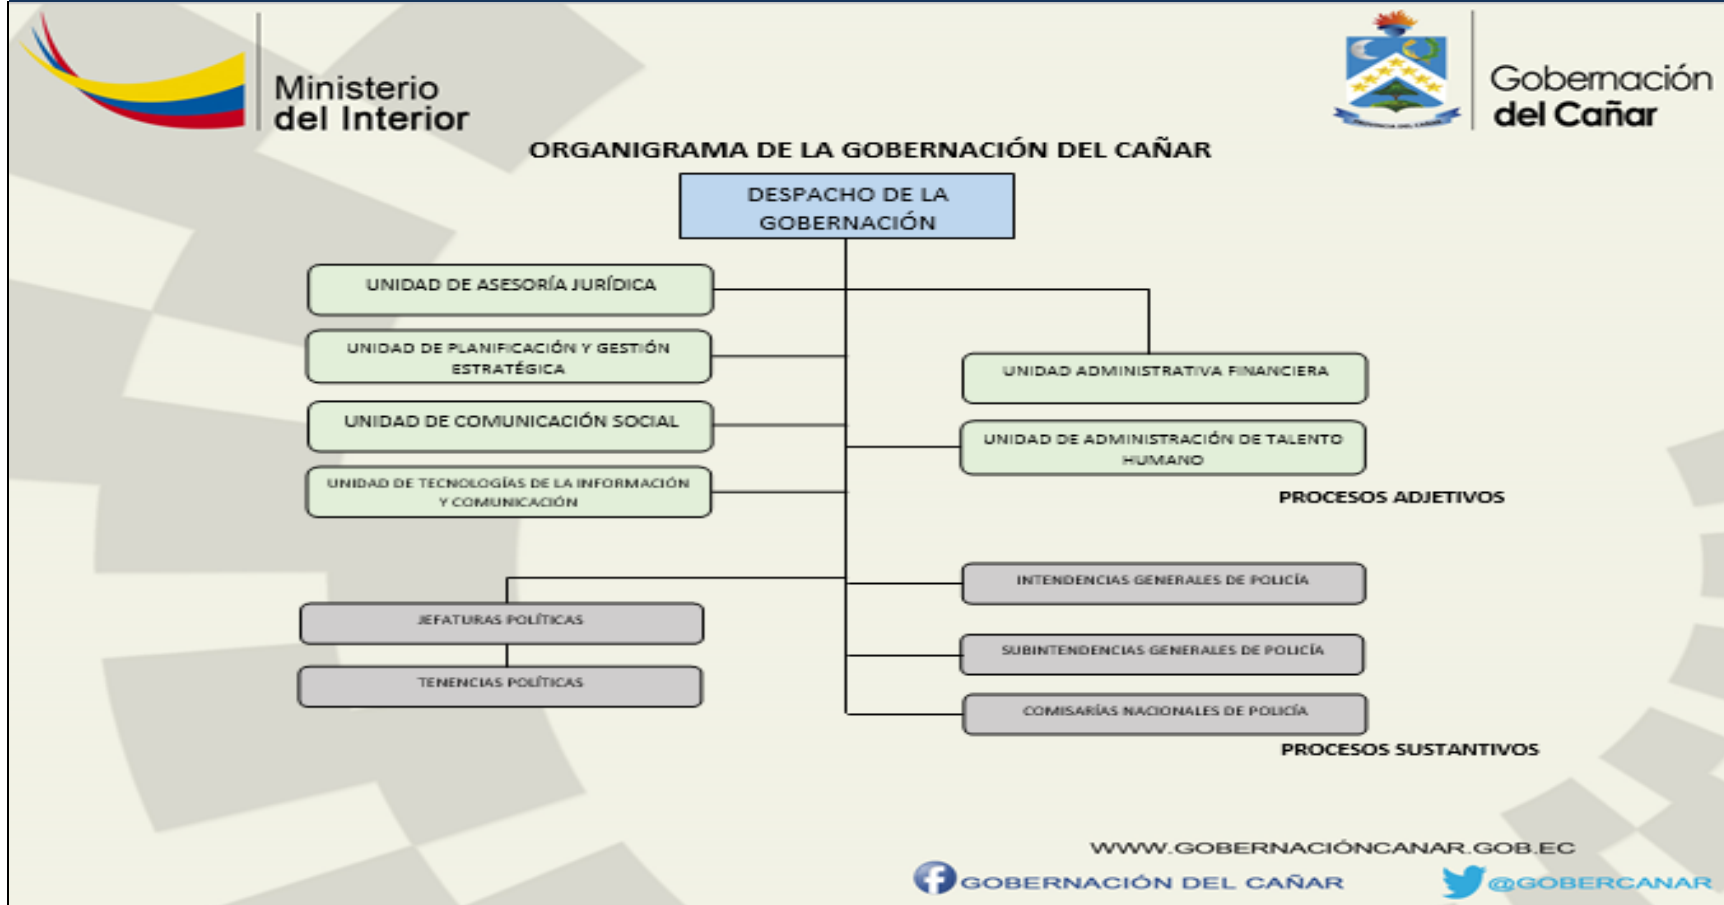 Ministerio
del Interior
Gobernación
del Cañar
ORGANIGRAMA DE LA GOBERNACIÓN DEL CAÑAR
DESPACHO DE LA
GOBERNACIÓN
UNIDAD DE ASESORÍA JURÍDICA
UNIDAD DE PLANIFICACIÓN Y GESTIÓN
ESTRATÉGICA
UNIDAD DE COMUNICACIÓN SOCIAL
UNIDAD DE TECNOLOGÍAS DE LA INFORMACIÓN
Y COMUNICACIÓN
UNIDAD ADMINISTRATIVA FINANCIERA
UNIDAD DE ADMINISTRACIÓN DE TALENTO
HUMANO
PROCESOS ADJETIVOS
JEFATURAS POLÍTICAS
TENENCIAS POLÍTICAS
INTENDENCIAS GENERALES DE POLICÍA
SUBINTENDENCIAS GENERALES DE POLICÍA
COMISARÍAS NACIONALES DE POLICÍA
PROCESOS SUSTANTIVOS
WWW.GOBERNACIÓNCANAR.GOB.EC
GOBERNACIÓN DEL CAÑAR
@GOBERCANAR